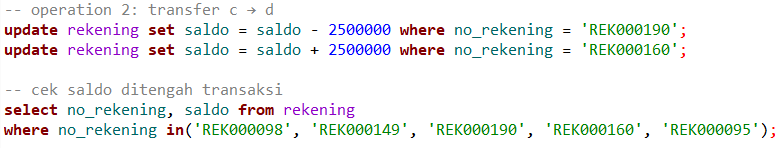 -- operation 2: transfer c → d
update rekening set saldo = saldo - 2500000 where no_rekening = 'REK000190';
update rekening set saldo = saldo + 2500000 where no_rekening = 'REK000160';
-- cek saldo ditengah transaksi
select no_rekening, saldo from rekening
where no_rekening in('REK000098', 'REK000149', 'REK000190', 'REK000160', 'REK000095');